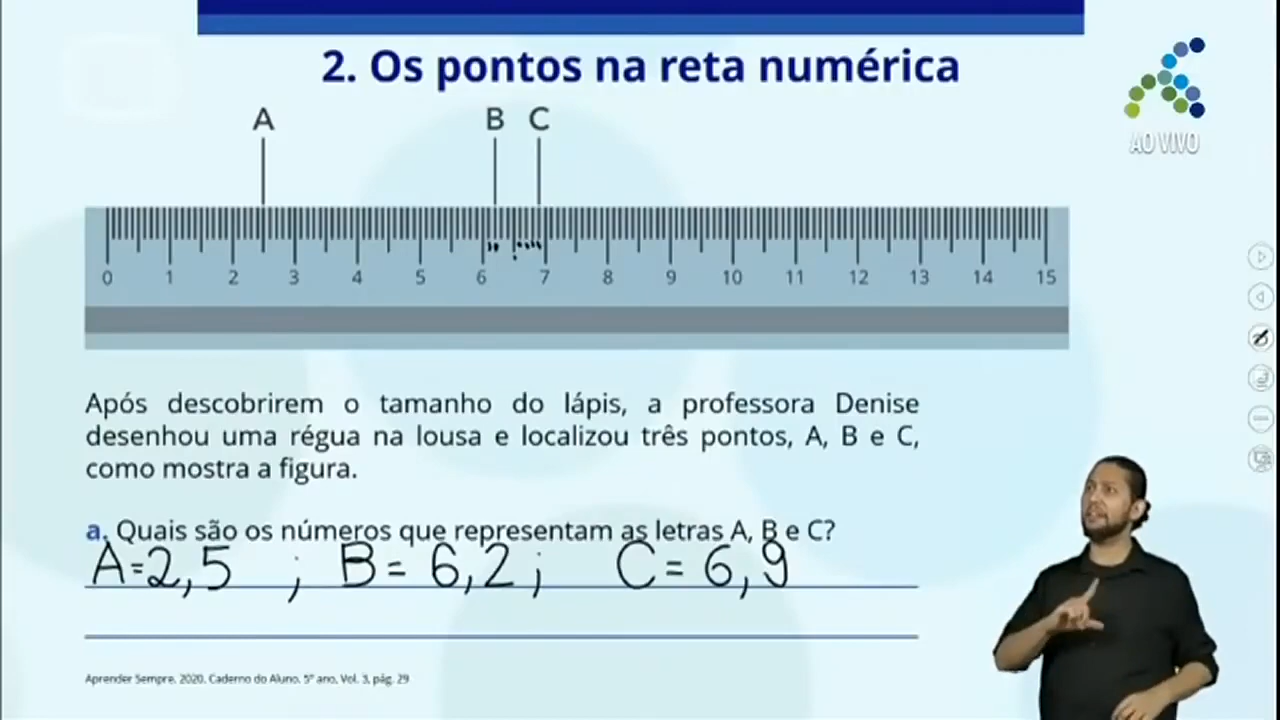 2. Os pontos na reta numérica
AO VIVO
A B C
0 1 2 3 4 5 6 7 8 9 10 11 12 13 14 15
Após descobrirem o tamanho do lápis, a professora Denise
desenhou uma régua na lousa e localizou três pontos, A, B e C,
como mostra a figura.
a. Quais são os números que representam as letras A, B e C?
A=2,5 ; B= 6,2; C= 6,9
Aprender Sempre. 2020. Caderno do Aluno. 5º ano, Vol. 3, pág. 29